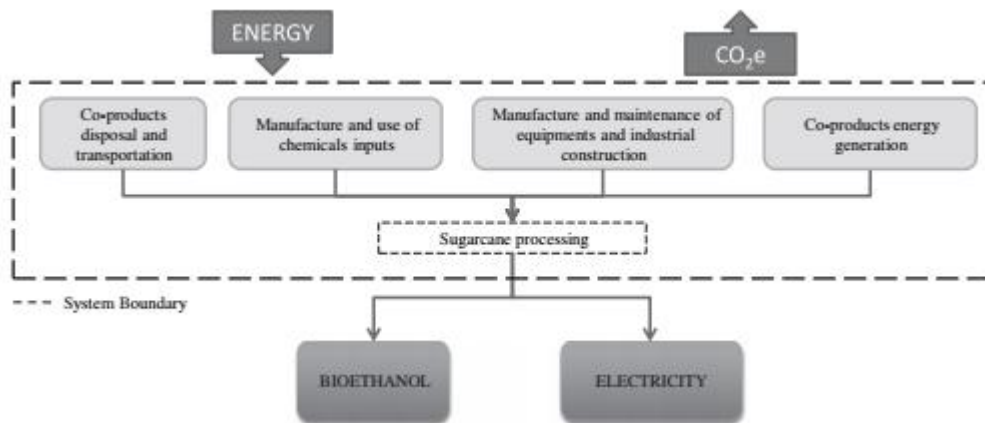 ENERGY
CO₂e
Co-products
disposal and
transportation
Manufacture and use of
chemicals inputs
Manufacture and maintenance of
equipments and industrial
construction
Co-products energy
generation
Sugarcane processing
System Boundary
BIOETHANOL
ELECTRICITY